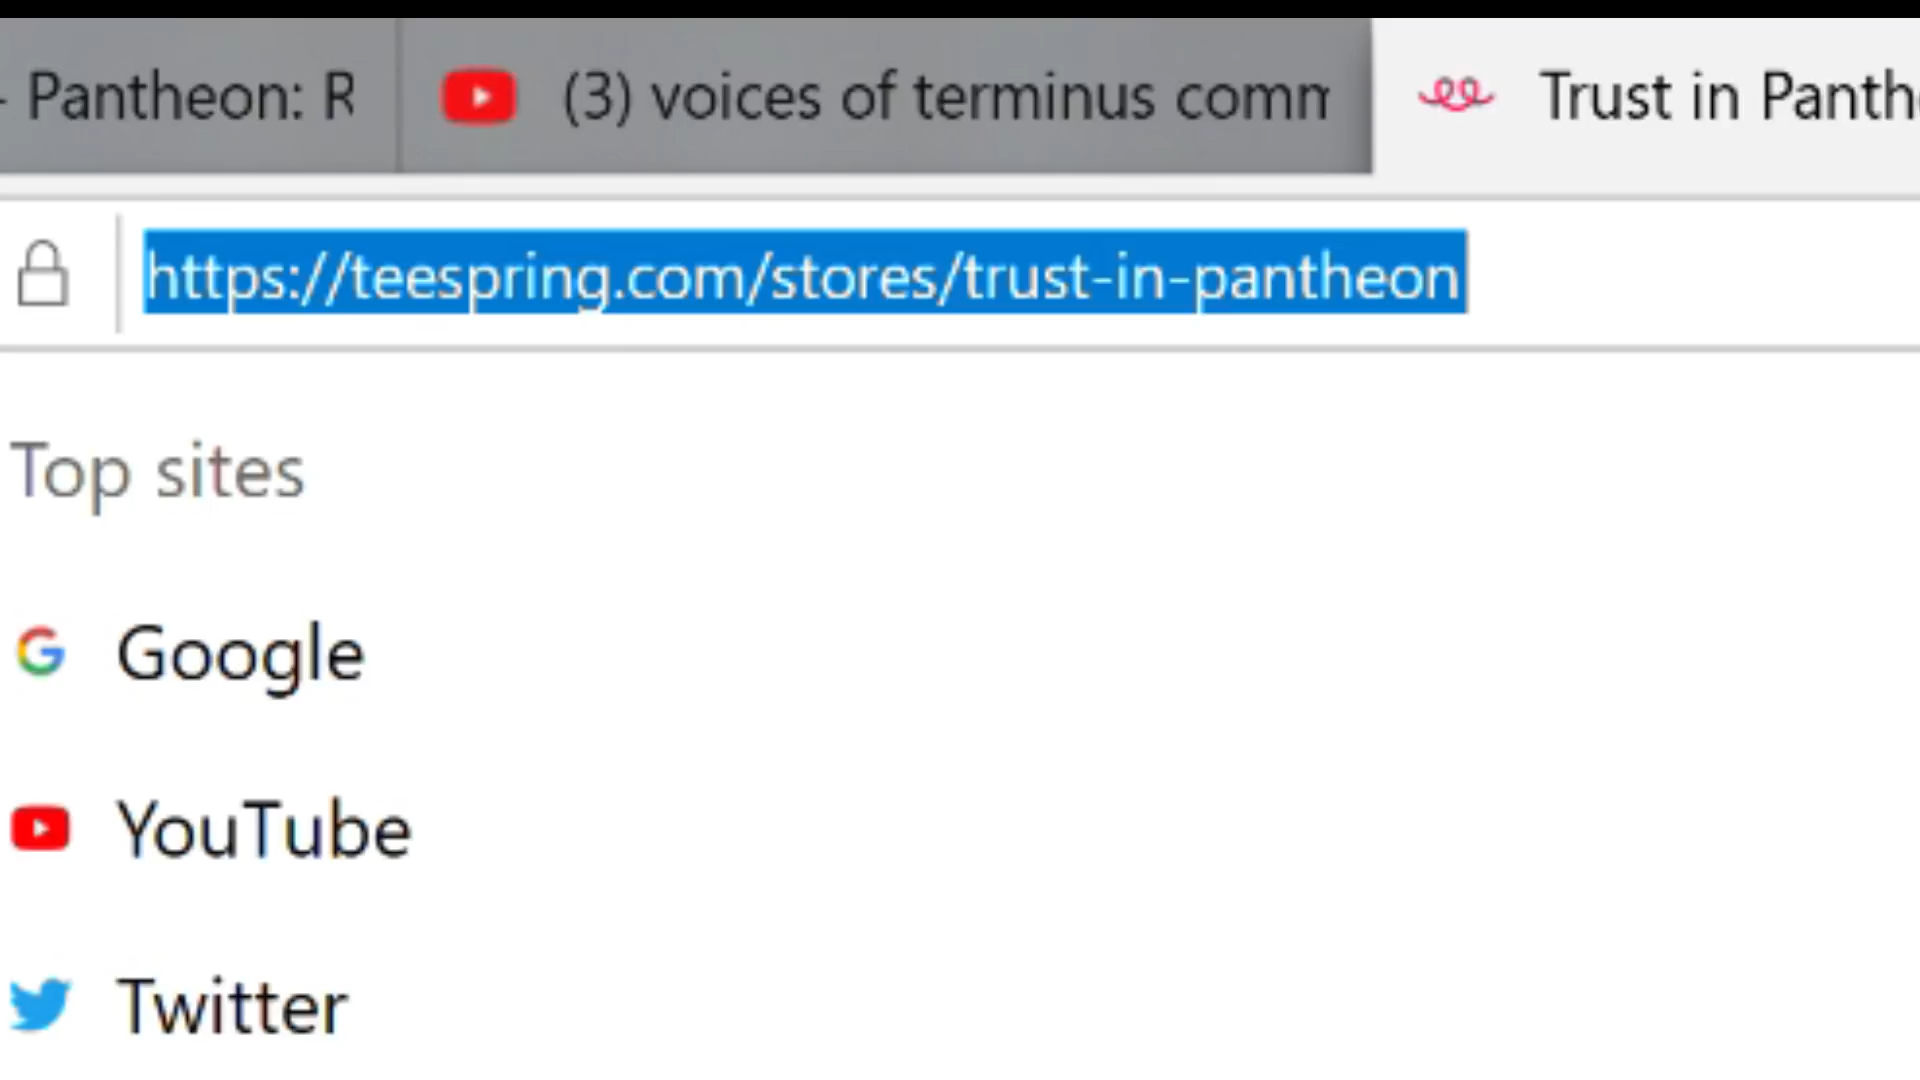 - Pantheon: R
(3) voices of terminus comm
Trust in Panth
https://teespring.com/stores/trust-in-pantheon
Top sites
Google
YouTube
Twitter